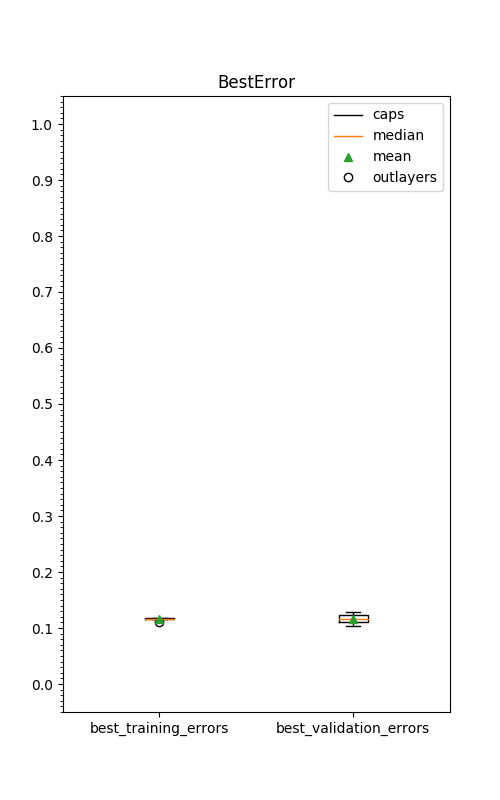 BestError
caps
median
mean
outlayers
1.0
0.9
0.8
0.7
0.6
0.5
0.4
0.3
0.2
0.1
0.0
best_training_errors
best_validation_errors